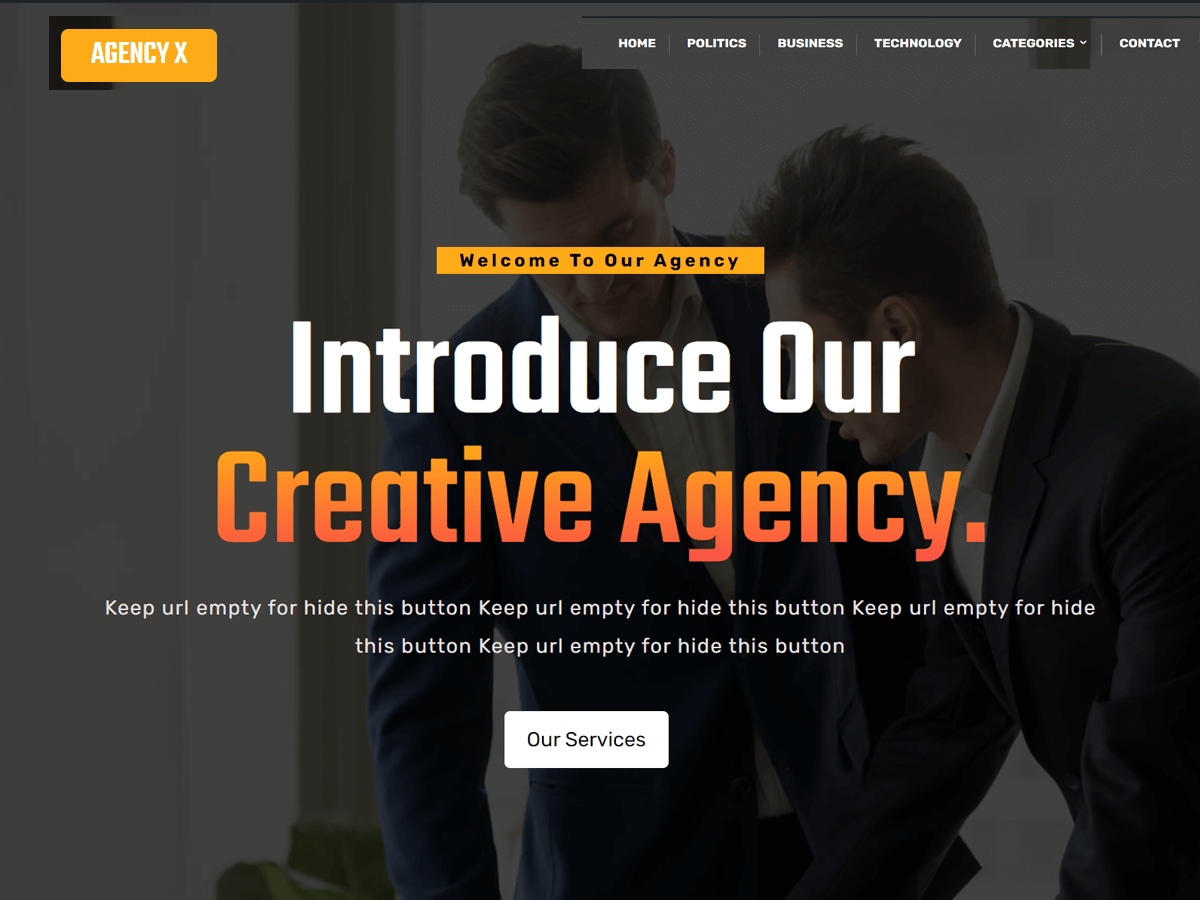 AGENCY X
HOME POLITICS BUSINESS TECHNOLOGY CATEGORIES CONTACT
Welcome To Our Agency
Introduce Our
Creative Agency.
Keep url empty for hide this button Keep url empty for hide this button Keep url empty for hide
this button Keep url empty for hide this button
Our Services